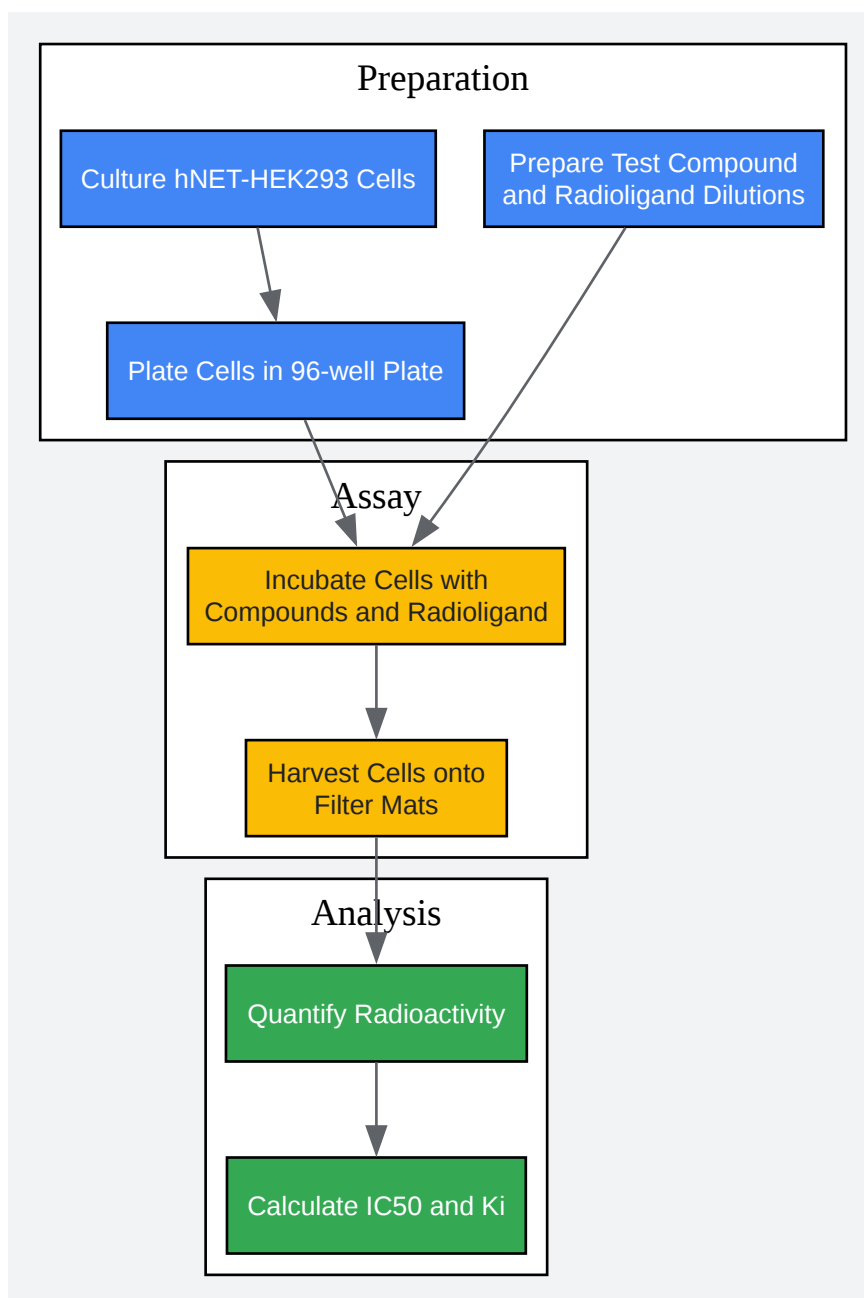 Preparation
Culture hNET-HEK293 Cells
Prepare Test Compound
and Radioligand Dilutions
Plate Cells in 96-well Plate
Assay
Incubate Cells with
Compounds and Radioligand
Harvest Cells onto
Filter Mats
Analysis
Quantify Radioactivity
Calculate IC50 and Ki